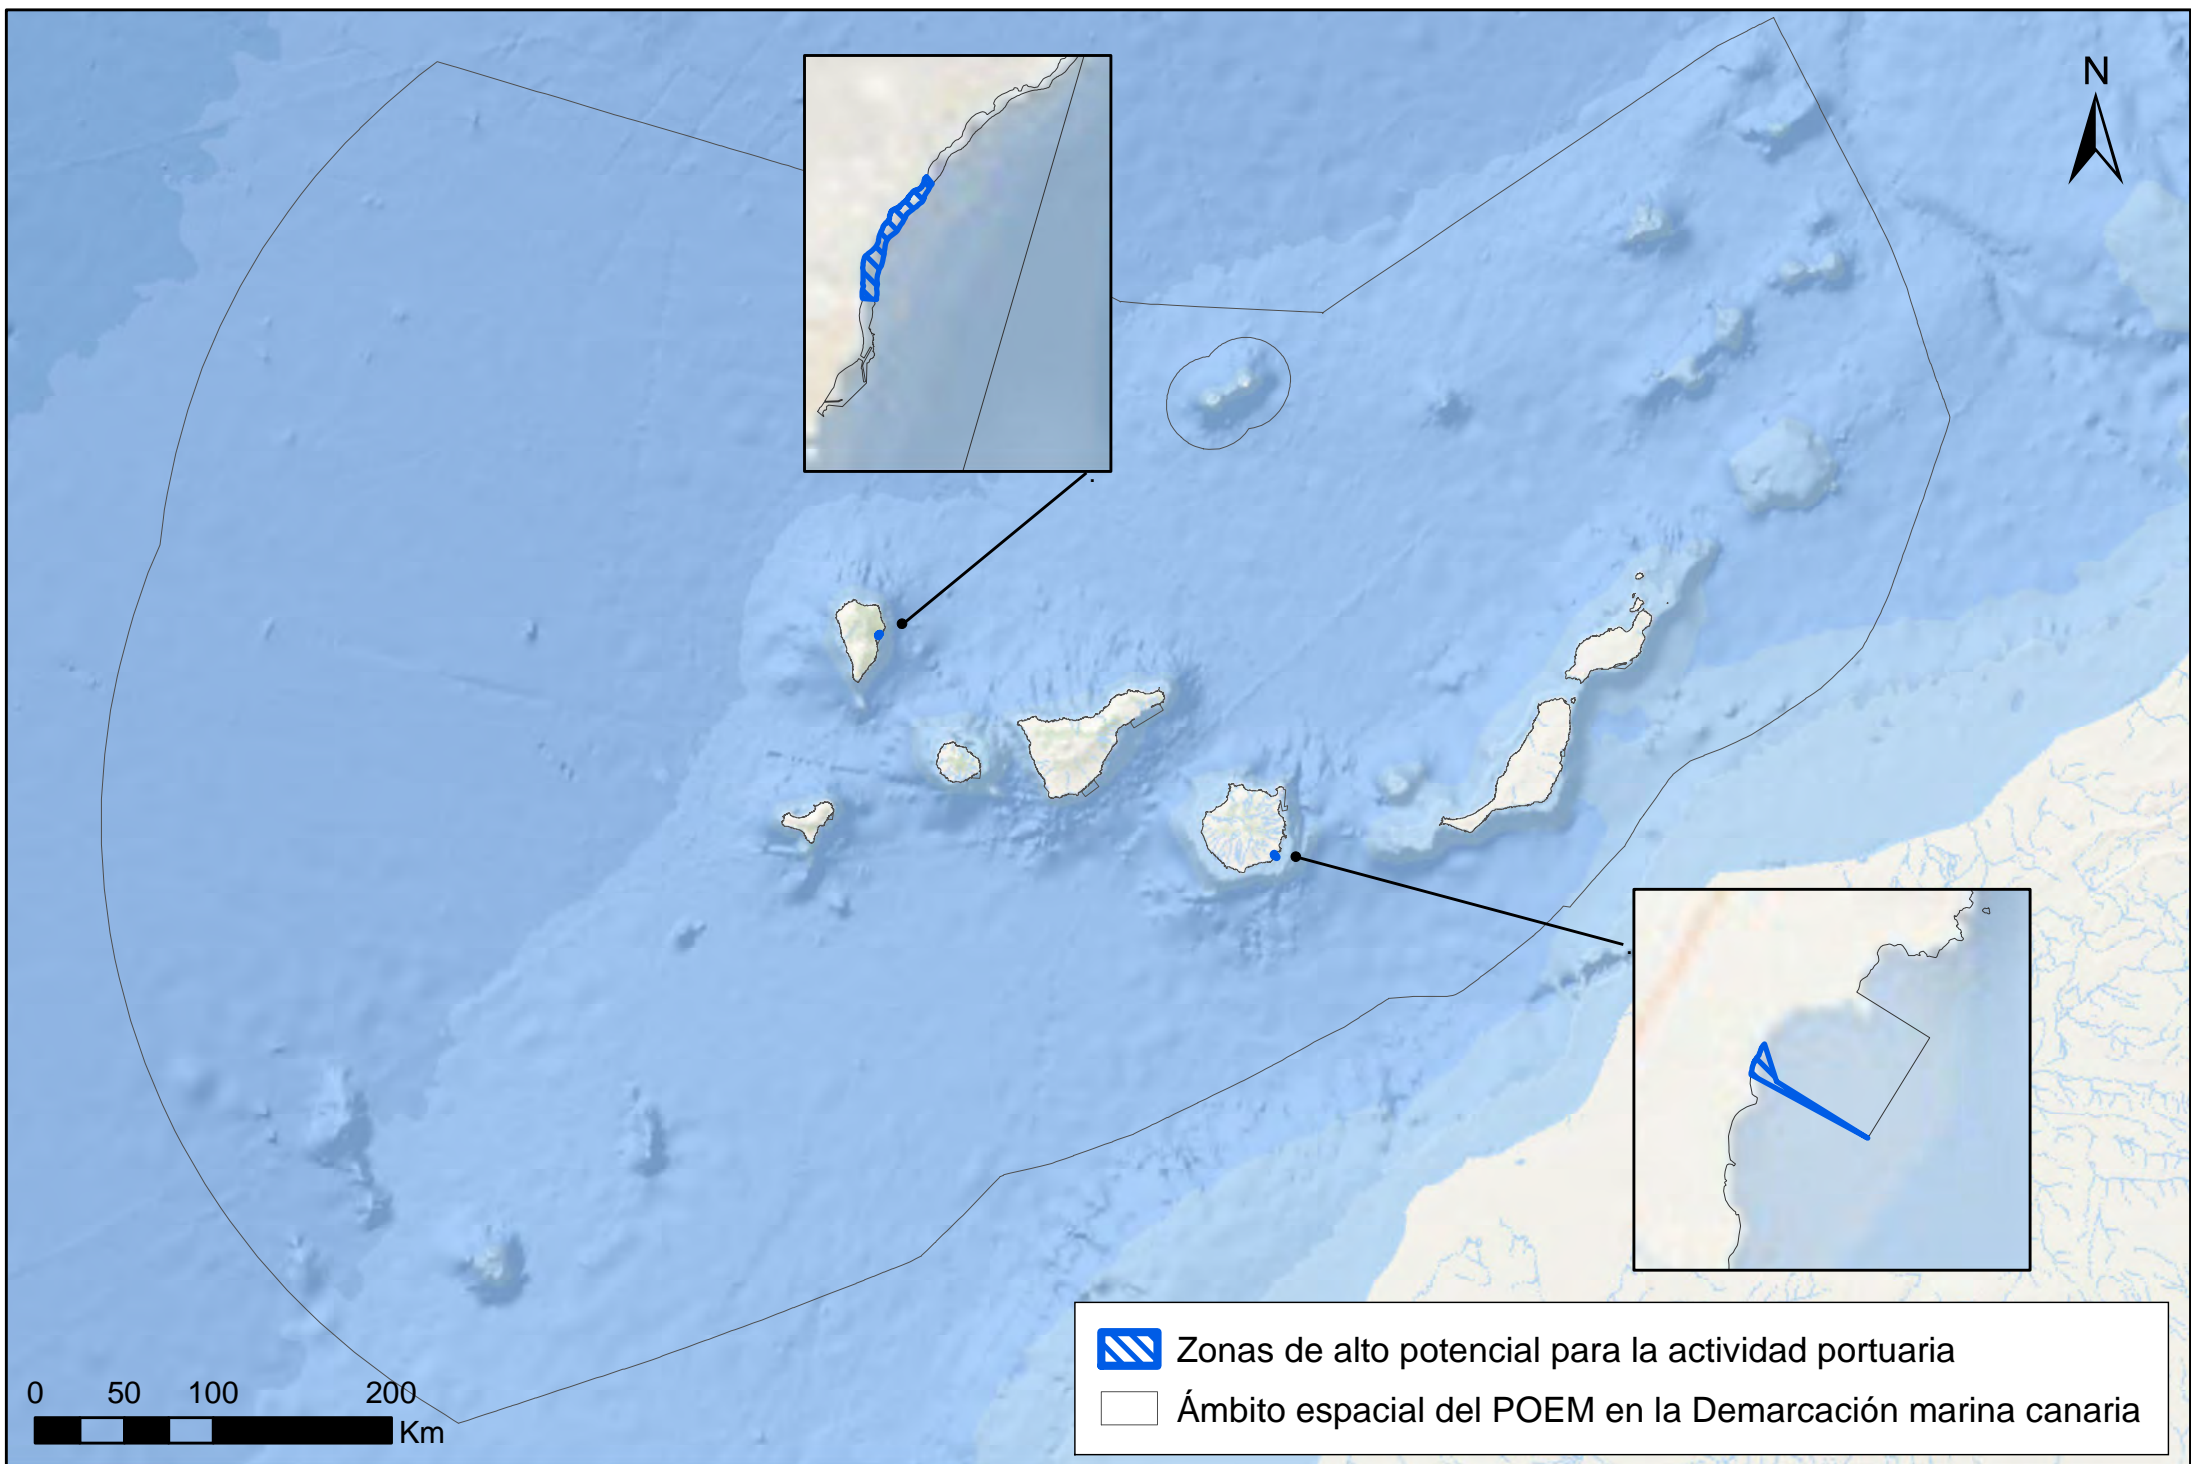 N
Zonas de alto potencial para la actividad portuaria
Ámbito espacial del POEM en la Demarcación marina canaria
0 50 100 200
Km